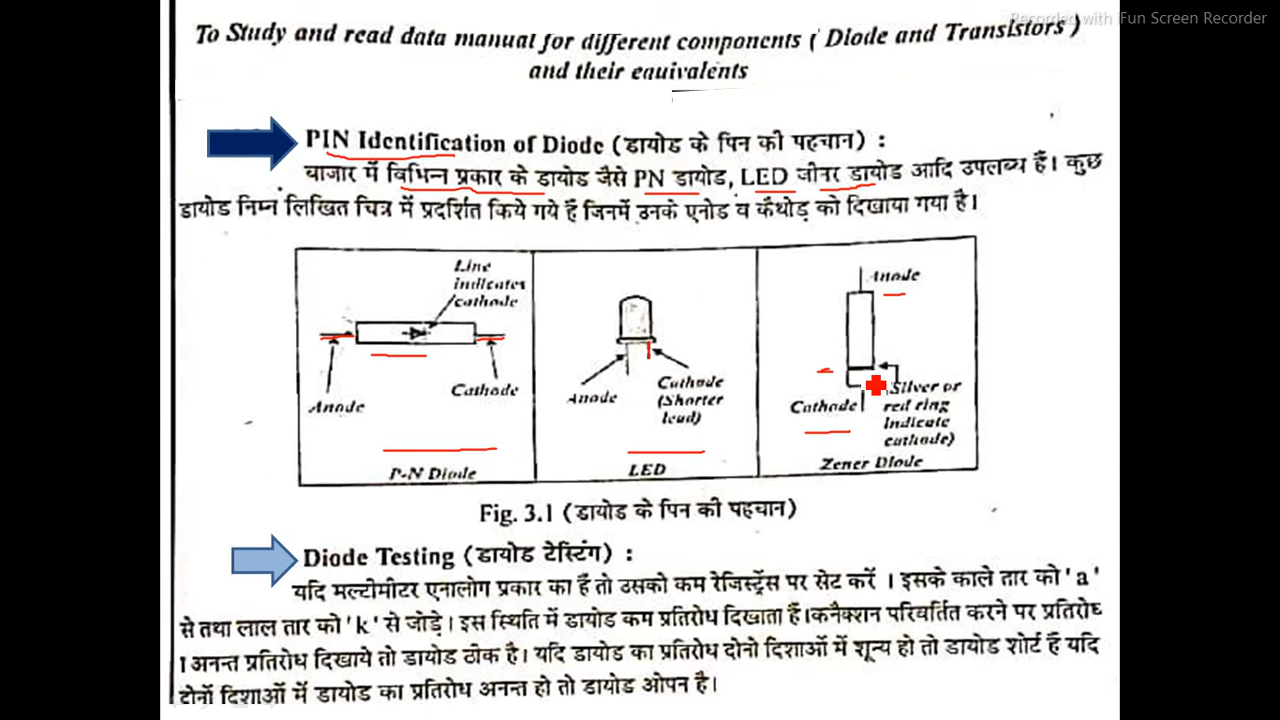 Recorded with iFun Screen Recorder
To Study and read data manual for different components ( Diode and Transistors )
and their equivalents
PIN Identification of Diode (डायोड के पिन की पहचान) :
बाजार में विभिन्न प्रकार के डायोड जैसे PN डायोड, LED जीनर डायोड आदि उपलब्ध हैं। कुछ
डायोड निम्न लिखित चित्र में प्रदर्शित किये गये हैं जिनमें उनके एनोड व कैथोड़ को दिखाया गया है।
Line
indicates
cathode
Anode
Cathode
P-N Diode
Anode
Cathode
(Shorter
lead)
LED
Anode
Cathode
(Silver or
red ring
indicate
cathode)
Zener Diode
Fig. 3.1 (डायोड के पिन की पहचान)
Diode Testing (डायोड टेस्टिंग) :
यदि मल्टीमीटर एनालोग प्रकार का हैं तो उसको कम रेजिस्ट्रेंस पर सेट करें । इसके काले तार को 'a'
से तथा लाल तार को 'k' से जोड़े। इस स्थिति में डायोड कम प्रतिरोध दिखाता हैं।कनैक्शन परिवर्तित करने पर प्रतिरोध
। अनन्त प्रतिरोध दिखाये तो डायोड ठीक है। यदि डायोड का प्रतिरोध दोनो दिशाओं में शून्य हो तो डायोड शोर्ट हैं यदि
दोनों दिशाओं में डायोड का प्रतिरोध अनन्त हो तो डायोड ओपन है।